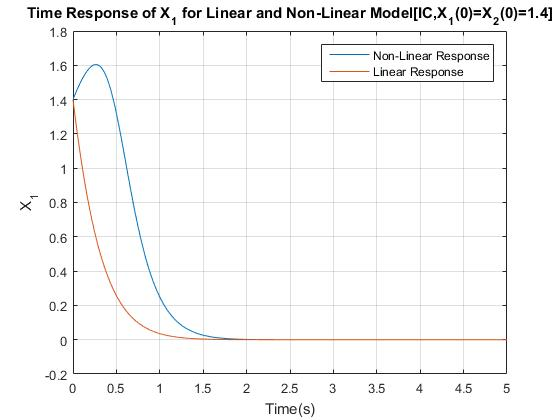 Time Response of X1 for Linear and Non-Linear Model[IC,X1(0)=X2(0)=1.4]
1.8
1.6
1.4
1.2
1
0.8
0.6
0.4
0.2
0
-0.2
X1
Non-Linear Response
Linear Response
0 0.5 1 1.5 2 2.5 3 3.5 4 4.5 5
Time(s)